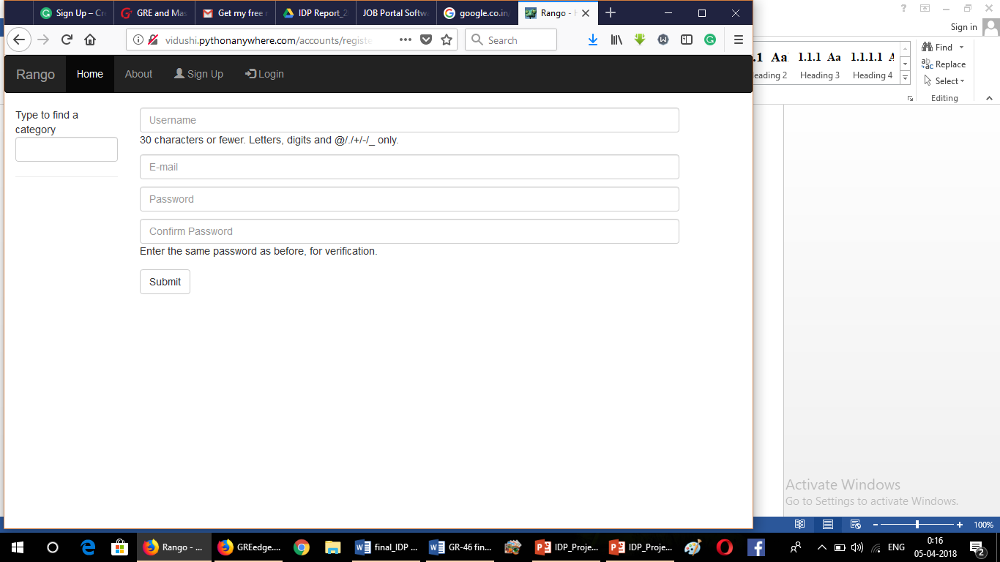 Sign Up – Cre
GRE and Mas
Get my free r
IDP Report_2
JOB Portal Softwa
google.co.in/
Rango - H
vidushi.pythonanywhere.com/accounts/registe
Search
Sign in
Rango
Home
About
Sign Up
Login
Type to find a
category
Username
30 characters or fewer. Letters, digits and @/./+/-/_ only.
E-mail
Password
Confirm Password
Enter the same password as before, for verification.
Submit
.1 Aa
1.1.1 Aa
1.1.1.1 A
eading 2
Heading 3
Heading 4
Find
Replace
Select
Editing
Activate Windows
Go to Settings to activate Windows.
100%
Rango - ...
GREedge....
final_IDP ...
GR-46 fin...
IDP_Proje...
IDP_Proje...
ENG
0:16
05-04-2018
2